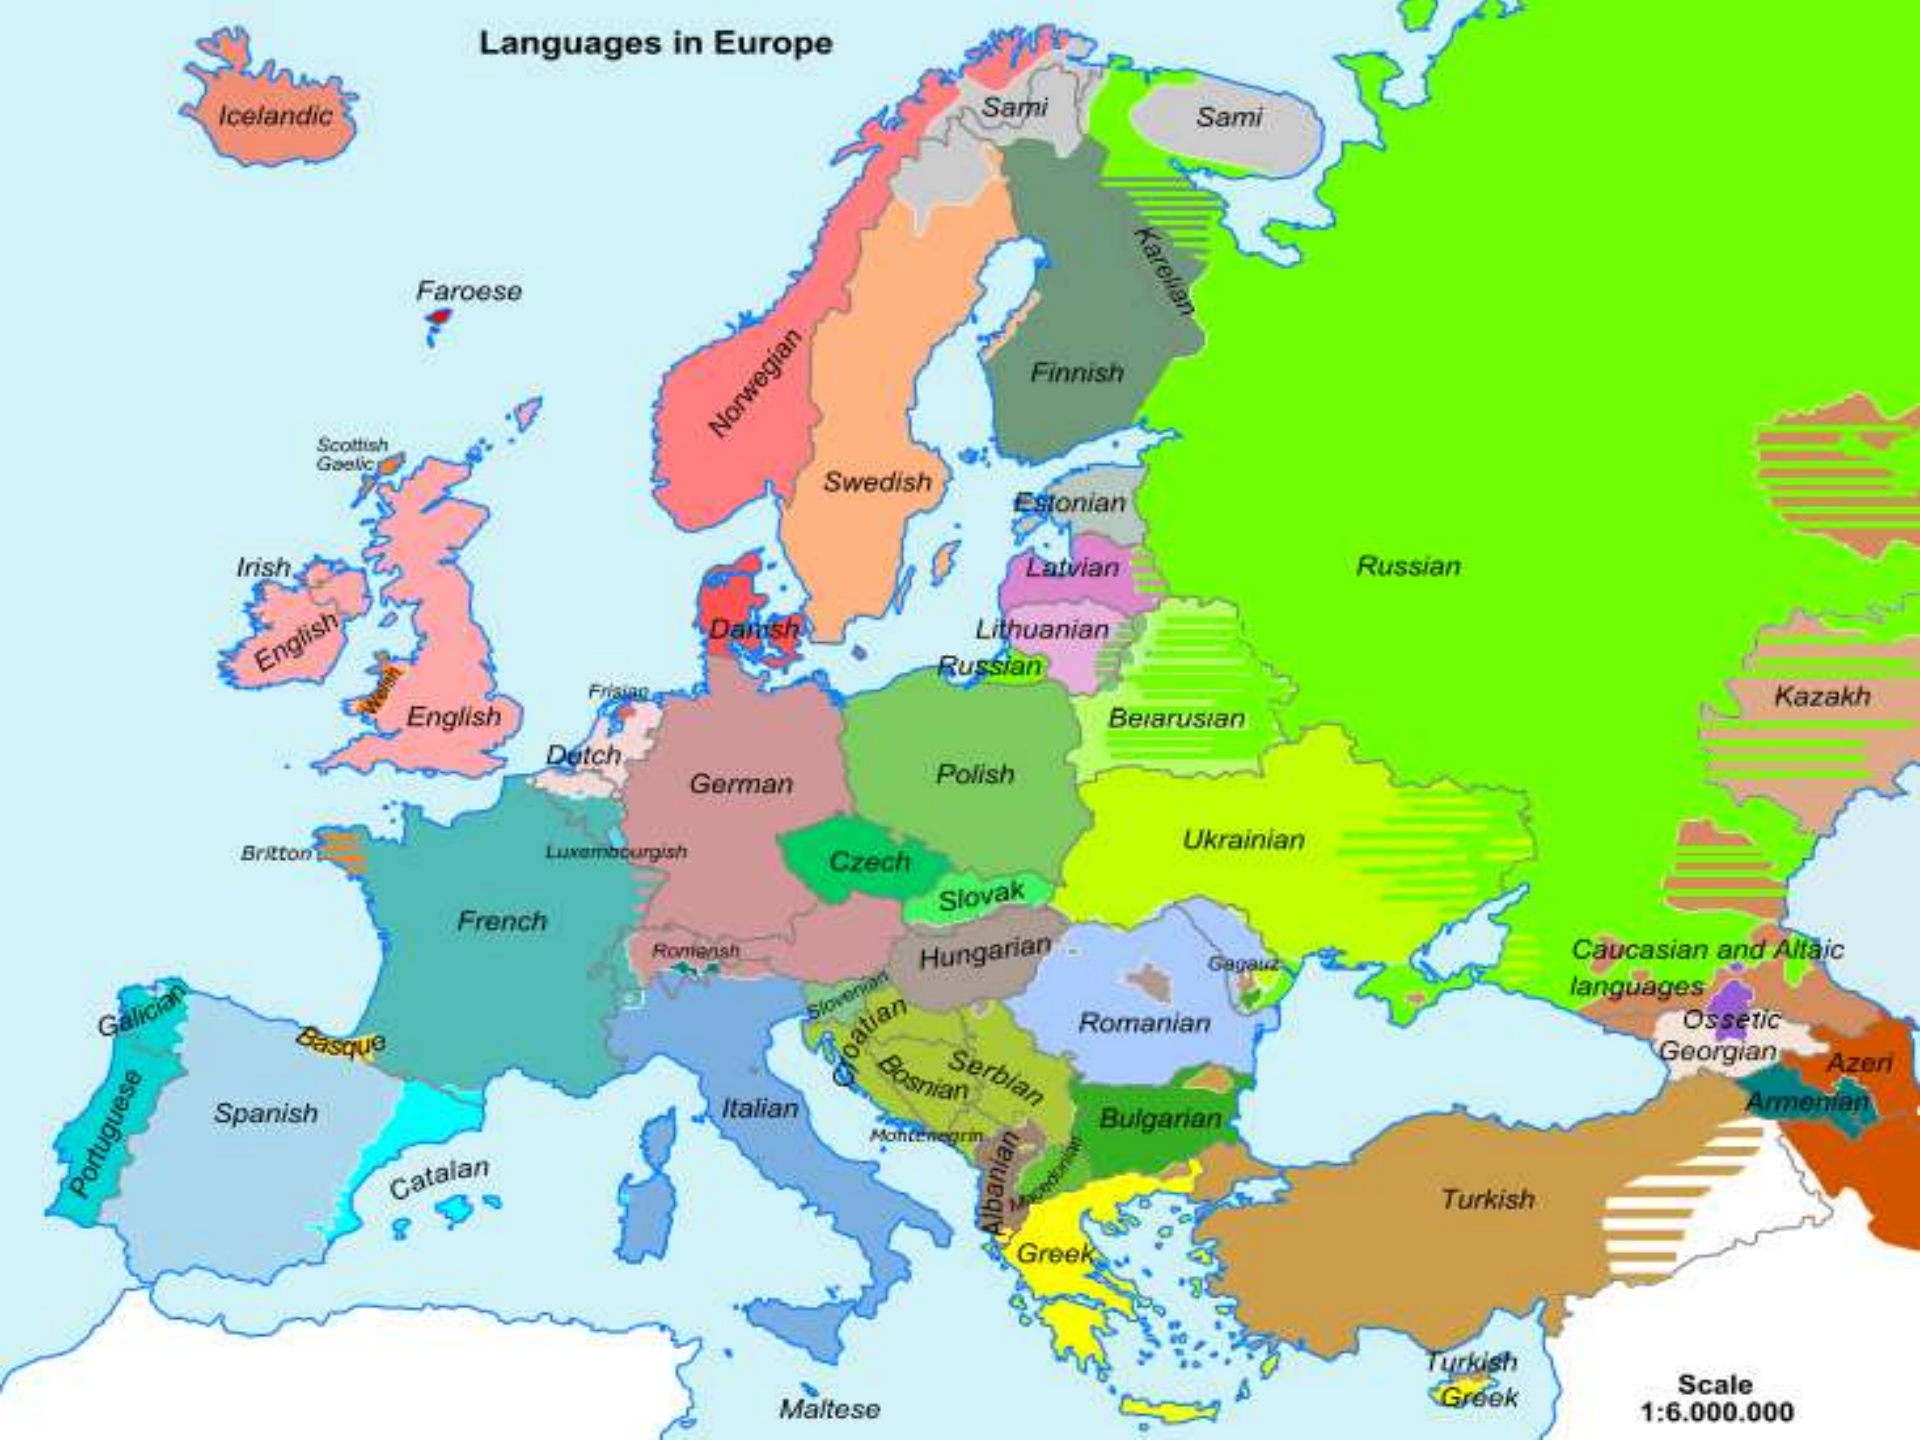 Languages in Europe
Icelandic
Sami
Sami
Faroese
Karelian
Norwegian
Finnish
Scottish
Gaelic
Swedish
Estonian
Irish
Latvian
Russian
English
Danish
Lithuanian
Russian
Welsh
Frisian
Kazakh
English
Belarusian
Dutch
German
Polish
Ukrainian
Britton
Luxembourgish
Czech
Slovak
French
Romansh
Hungarian
Caucasian and Altaic
languages
Gagauz
Slovenian
Galician
Croatian
Romanian
Ossetic
Basque
Georgian
Azeri
Bosnian
Serbian
Armenian
Portuguese
Spanish
Italian
Bulgarian
Montenegrin
Albanian
Macedonian
Catalan
Turkish
Greek
Turkish
Greek
Maltese
Scale
1:6.000.000